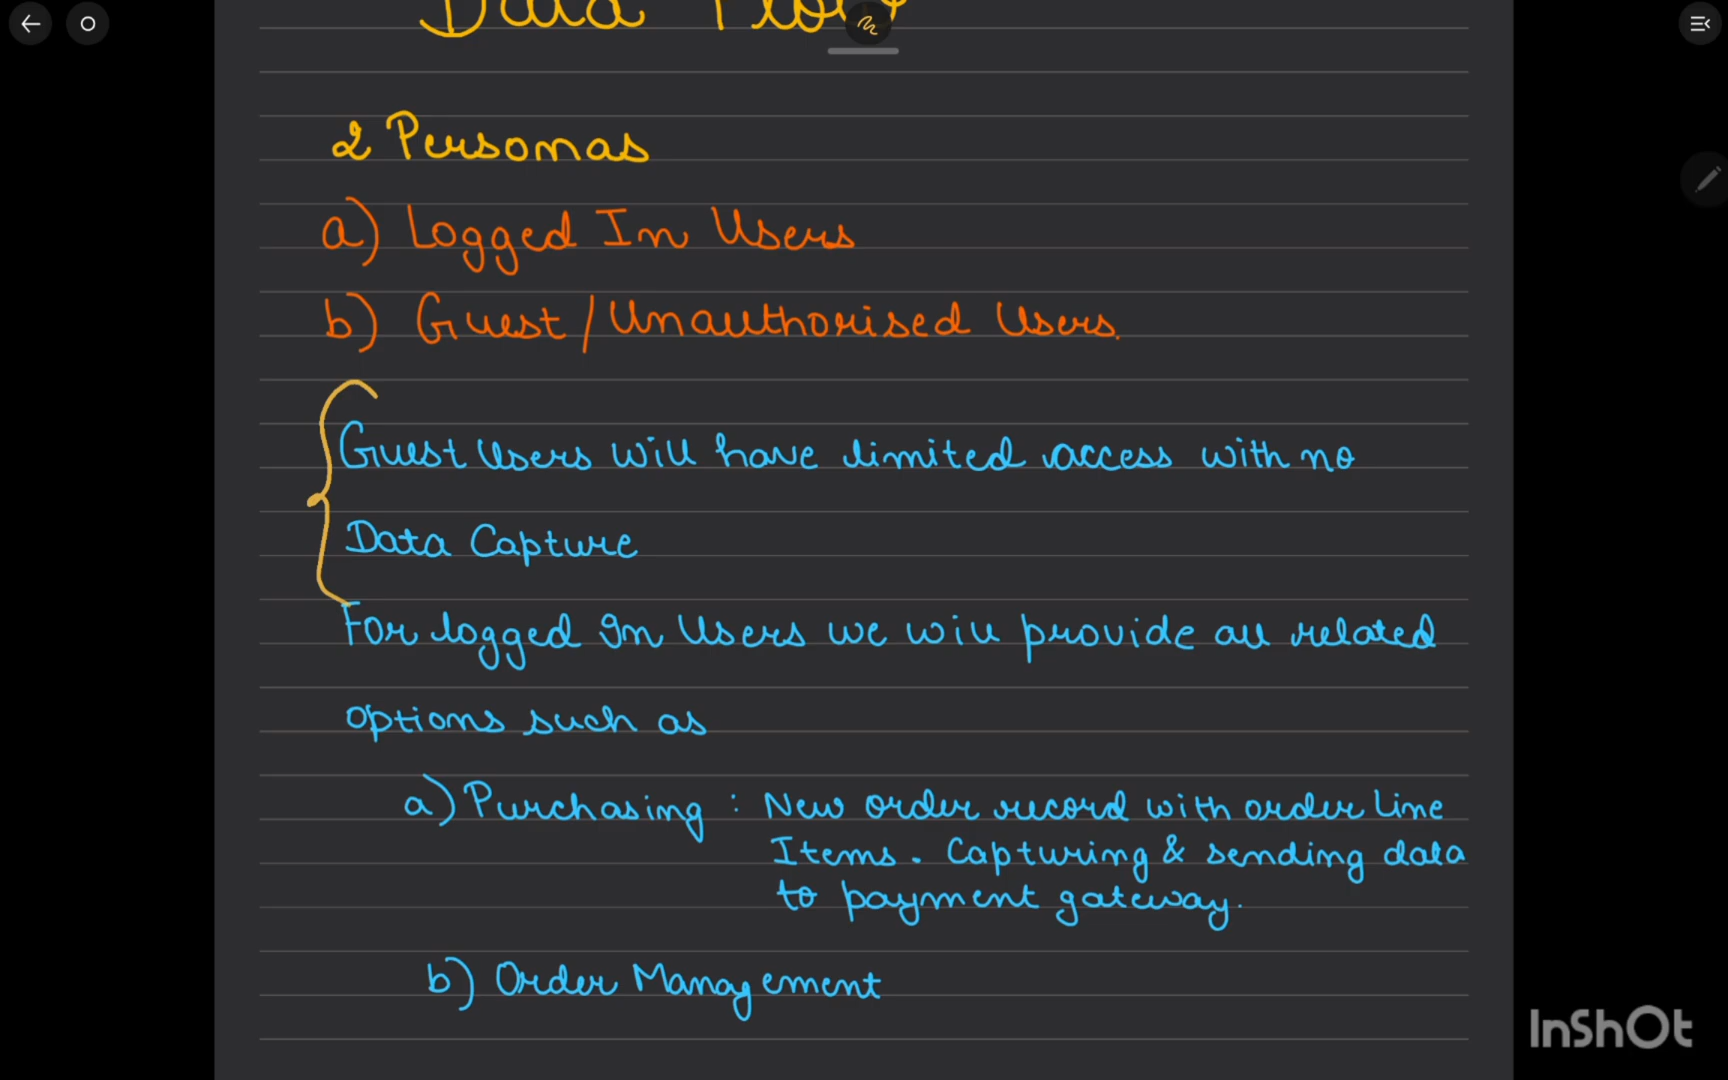 Data Flow
2 Personas
a) Logged In Users
b) Guest/Unauthorised Users.
Guest Users will have limited access with no
Data Capture
For logged In Users we will provide all related
options such as
a) Purchasing : New order record with order Line
Items. Capturing & sending data
to payment gateway.
b) Order Management
InShOt